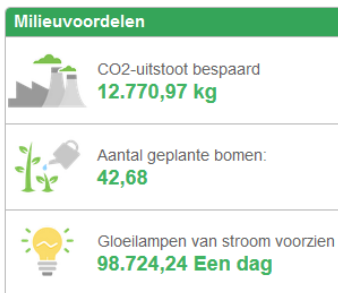 Milieuvoordelen
CO2-uitstoot bespaard
12.770,97 kg
Aantal geplante bomen:
42,68
Gloeilampen van stroom voorzien
98.724,24 Een dag